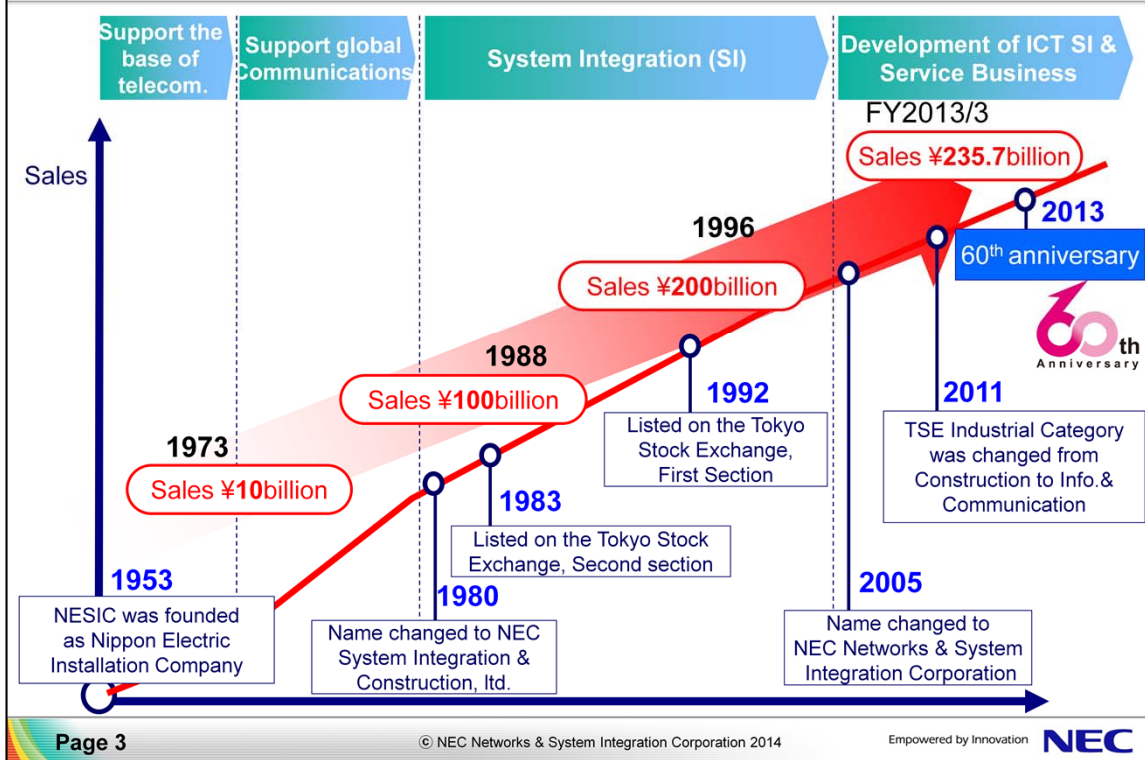 Support the
base of
telecom.
Support global
Communications
System Integration (SI)
Development of ICT SI &
Service Business
FY2013/3
Sales ¥235.7billion
Sales
2013
60th anniversary
1996
Sales ¥200billion
60th
Anniversary
1988
Sales ¥100billion
1992
Listed on the Tokyo
Stock Exchange,
First Section
2011
TSE Industrial Category
was changed from
Construction to Info.&
Communication
1973
Sales ¥10billion
1983
Listed on the Tokyo Stock
Exchange, Second section
1953
NESIC was founded
as Nippon Electric
Installation Company
1980
Name changed to NEC
System Integration &
Construction, ltd.
2005
Name changed to
NEC Networks & System
Integration Corporation
Page 3
© NEC Networks & System Integration Corporation 2014
Empowered by Innovation
NEC